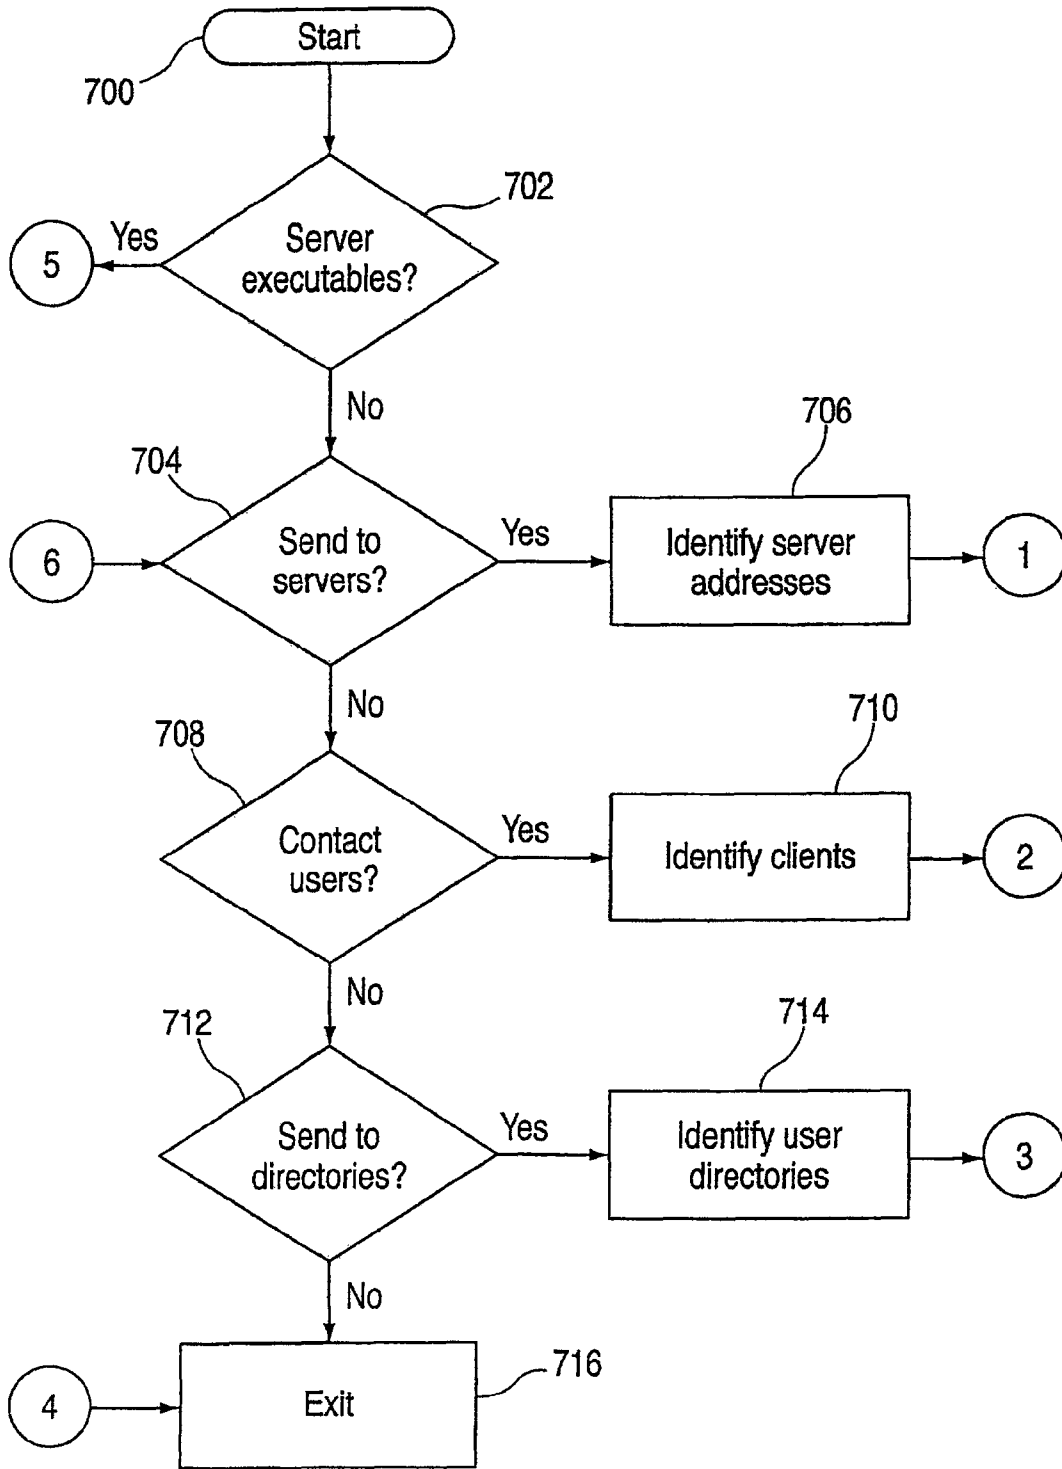 Start
700
702
5
Yes
Server
executables?
No
704
706
6
Send to
servers?
Yes
Identify server
addresses
1
No
708
710
Contact
users?
Yes
Identify clients
2
No
712
714
Send to
directories?
Yes
Identify user
directories
3
No
4
Exit
716